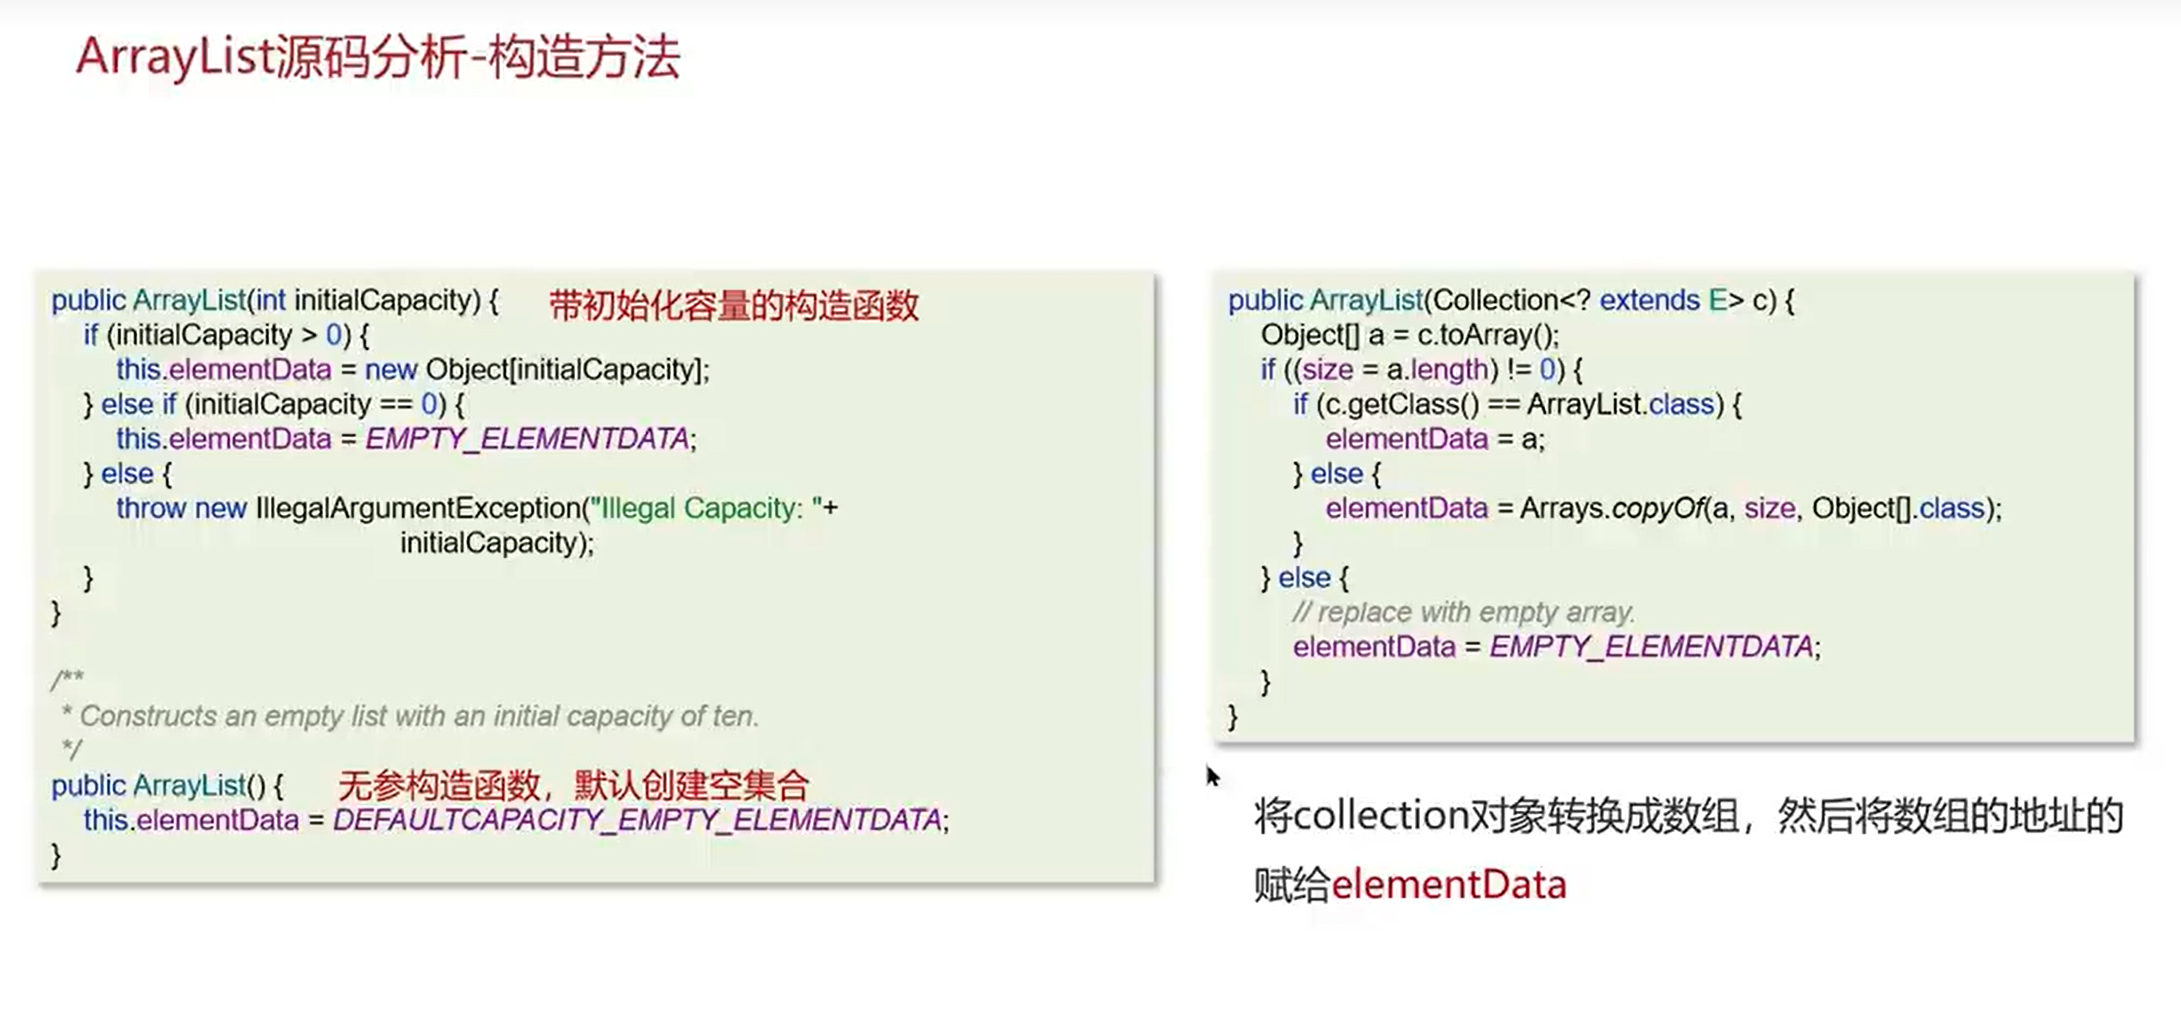 ArrayList源码分析-构造方法
public ArrayList(int initialCapacity) { 带初始化容量的构造函数
if (initialCapacity > 0) {
this.elementData = new Object[initialCapacity];
} else if (initialCapacity == 0) {
this.elementData = EMPTY_ELEMENTDATA;
} else {
throw new IllegalArgumentException("Illegal Capacity: "+
initialCapacity);
}
}
/**
* Constructs an empty list with an initial capacity of ten.
*/
public ArrayList() { 无参构造函数，默认创建空集合
this.elementData = DEFAULTCAPACITY_EMPTY_ELEMENTDATA;
}
public ArrayList(Collection<? extends E> c) {
Object[] a = c.toArray();
if ((size = a.length) != 0) {
if (c.getClass() == ArrayList.class) {
elementData = a;
} else {
elementData = Arrays.copyOf(a, size, Object[].class);
}
} else {
// replace with empty array.
elementData = EMPTY_ELEMENTDATA;
}
}
将collection对象转换成数组，然后将数组的地址的
赋给elementData